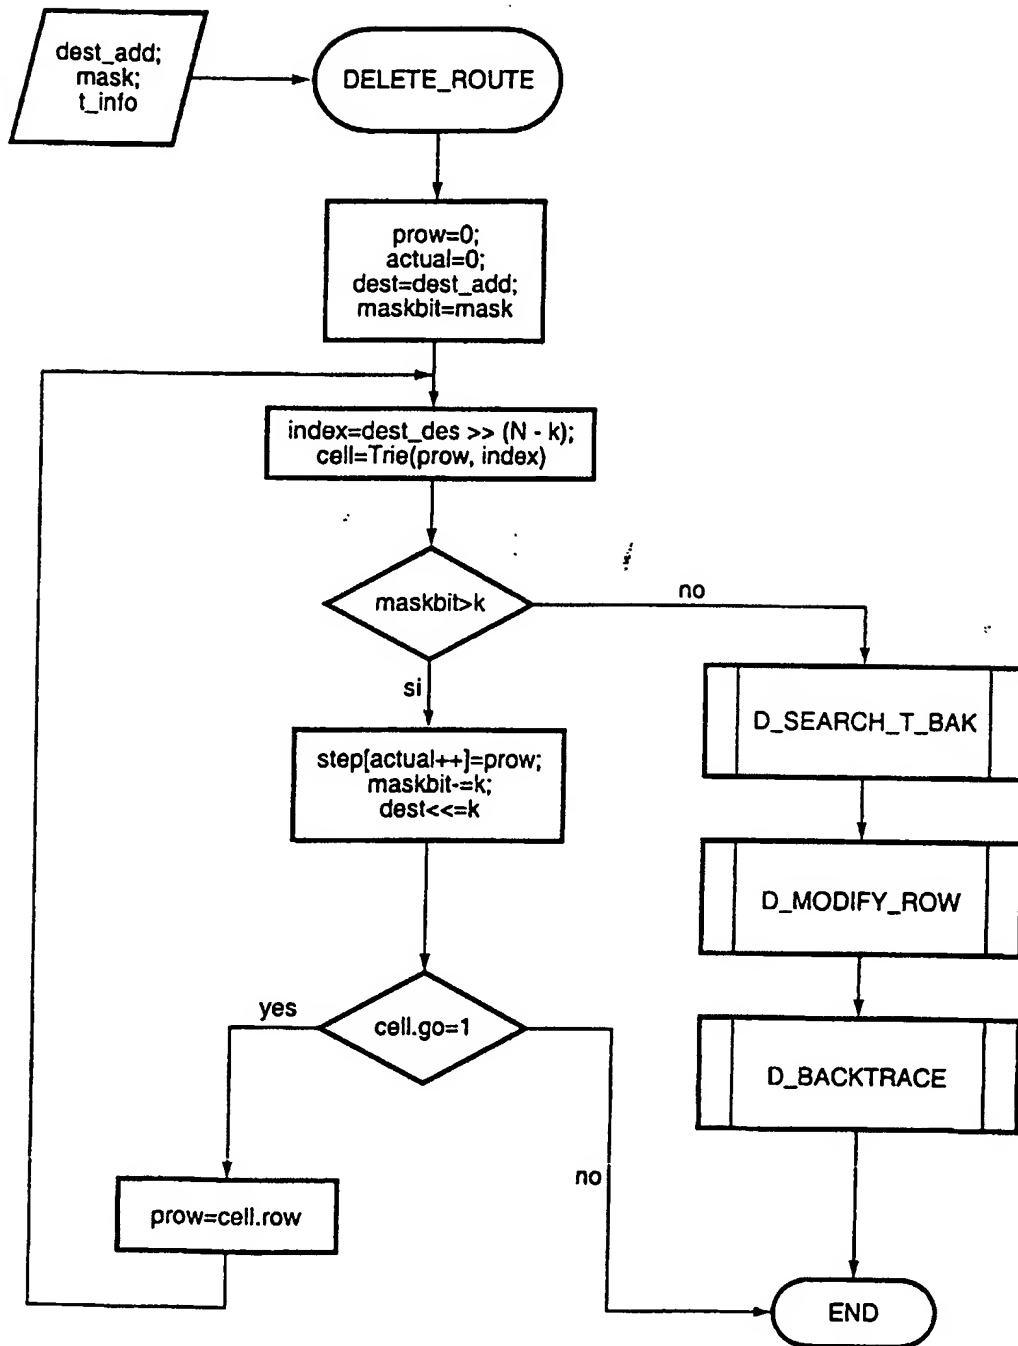 dest_add;
mask;
t_info
DELETE_ROUTE
prow=0;
actual=0;
dest=dest_add;
maskbit=mask
index=dest_des >> (N - k);
cell=Trie(prow, index)
maskbit>k
no
si
D_SEARCH_T_BAK
step[actual++]=prow;
maskbit-=k;
dest<<=k
D_MODIFY_ROW
yes
cell.go=1
D_BACKTRACE
no
prow=cell.row
END